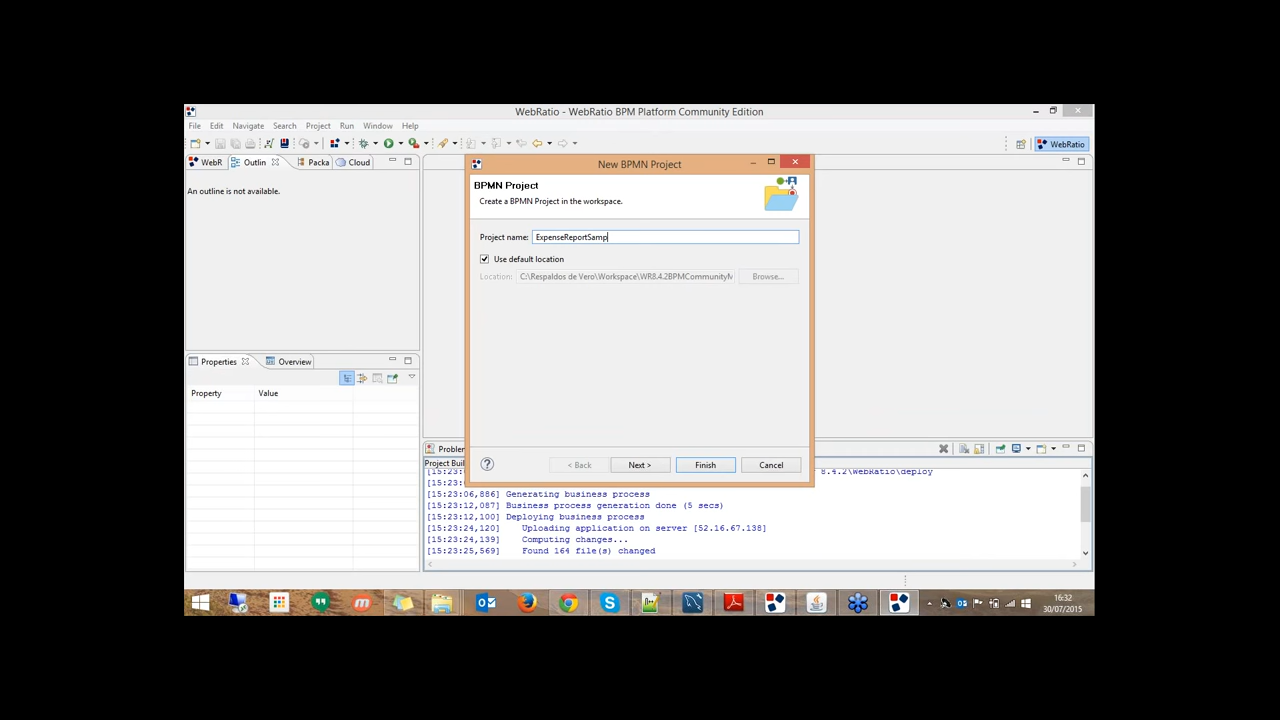 WebRatio - WebRatio BPM Platform Community Edition
File Edit Navigate Search Project Run Window Help
WebRatio
WebR Outlin Packa Cloud
An outline is not available.
New BPMN Project
BPMN Project
Create a BPMN Project in the workspace.
Project name: ExpenseReportSamp
Use default location
Location: C:\Respaldos de Vero\Workspace\WR8.4.2BPMCommunity Browse...
Properties Overview
Property Value
< Back Next > Finish Cancel
Problem
Project Buil
8.4.2\WebRatio\deploy
[15:23:06,886] Generating business process
[15:23:12,087] Business process generation done (5 secs)
[15:23:12,100] Deploying business process
[15:23:24,120] Uploading application on server [52.16.67.138]
[15:23:24,139] Computing changes...
[15:23:25,569] Found 164 file(s) changed
16:32
30/07/2015